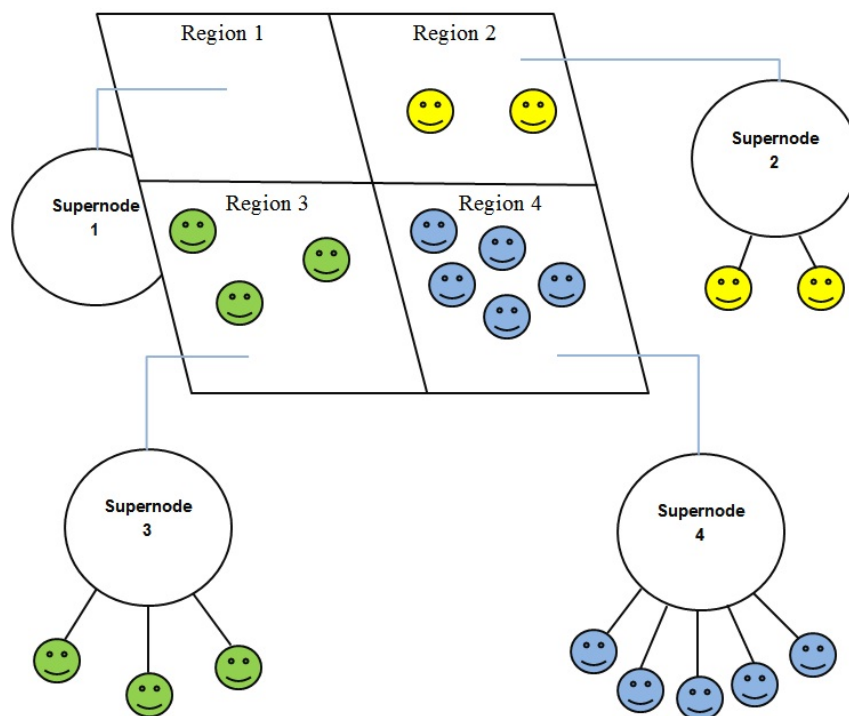 Region 1
Region 2
Supernode
2
Region 3
Region 4
Supernode
1
Supernode
3
Supernode
4